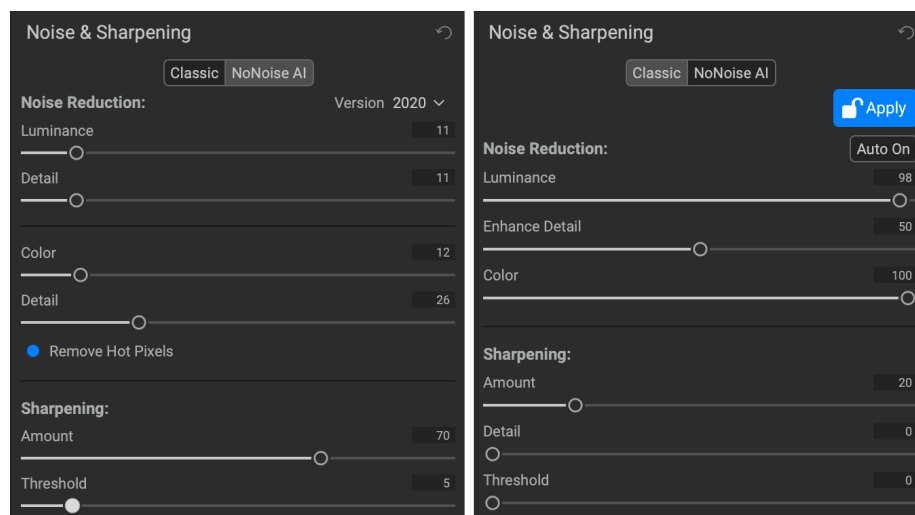 Noise & Sharpening
Classic NoNoise AI
Noise Reduction: Version 2020
Luminance 11
Detail 11
Color 12
Detail 26
Remove Hot Pixels
Sharpening:
Amount 70
Threshold 5
Noise & Sharpening
Classic NoNoise AI
Apply
Noise Reduction: Auto On
Luminance 98
Enhance Detail 50
Color 100
Sharpening:
Amount 20
Detail 0
Threshold 0